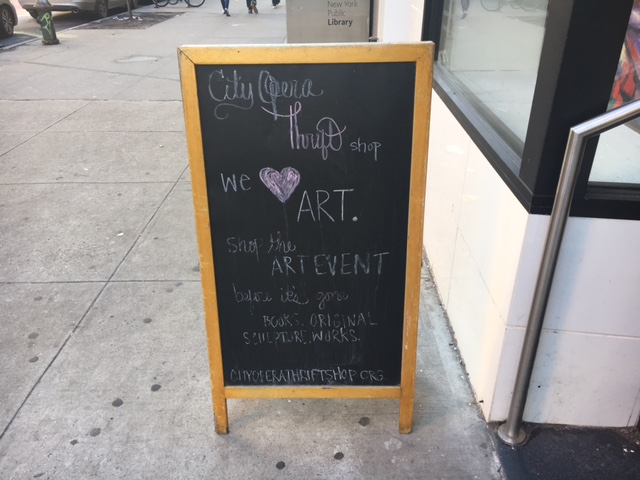 New York
Public
Library
City Opera
Thrift shop
we
ART.
shop the
ART EVENT
before it's gone
BOOKS. ORIGINAL
SCULPTURE. WORKS.
CITYOPERATHRIFTSHOP.ORG